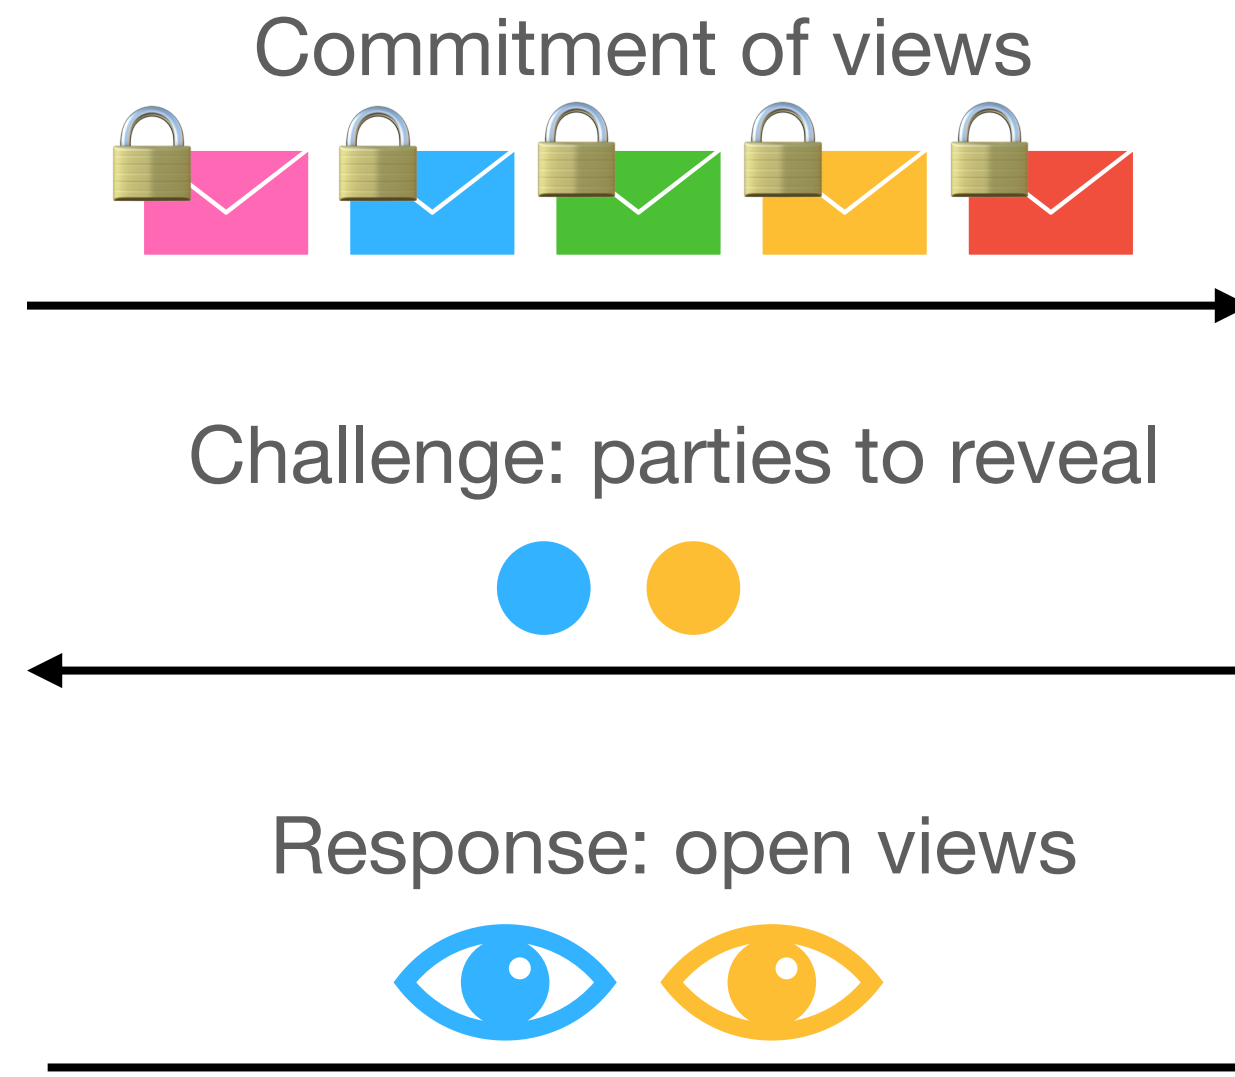 Commitment of views
Challenge: parties to reveal
Response: open views